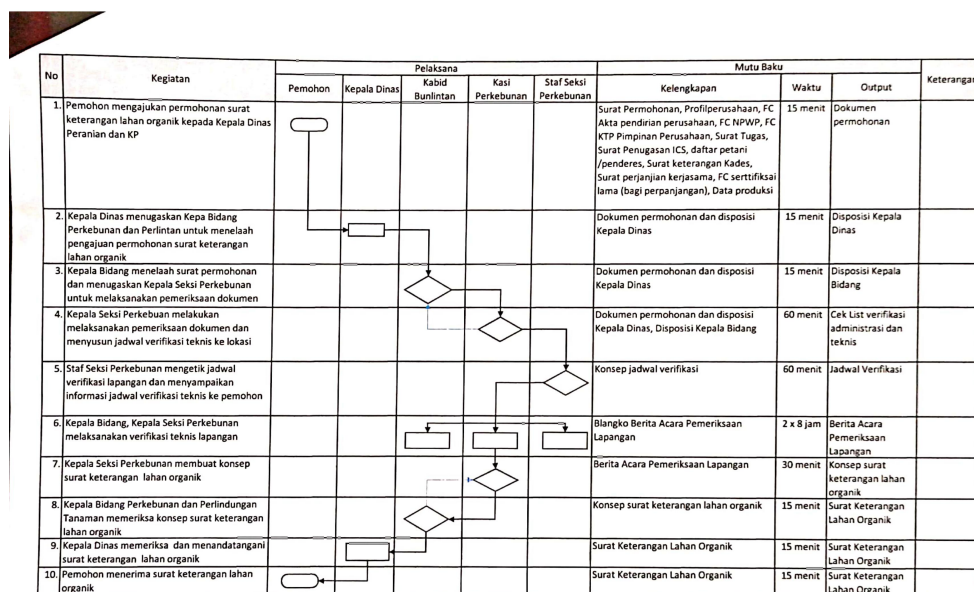 No
Kegiatan
Pelaksana
Mutu Baku
Keterangan
Pemohon
Kepala Dinas
Kabid
Bunlintan
Kasi
Perkebunan
Staf Seksi
Perkebunan
Kelengkapan
Waktu
Output
1. Pemohon mengajukan permohonan surat
keterangan lahan organik kepada Kepala Dinas
Peranian dan KP
Surat Permohonan, Profilperusahaan, FC
Akta pendirian perusahaan, FC NPWP, FC
KTP Pimpinan Perusahaan, Surat Tugas,
Surat Penugasan ICS, daftar petani
/penderes, Surat keterangan Kades,
Surat perjanjian kerjasama, FC serttifiksai
lama (bagi perpanjangan), Data produksi
15 menit
Dokumen
permohonan
2. Kepala Dinas menugaskan Kepa Bidang
Perkebunan dan Perlintan untuk menelaah
pengajuan permohonan surat keterangan
lahan organik
Dokumen permohonan dan disposisi
Kepala Dinas
15 menit
Disposisi Kepala
Dinas
3. Kepala Bidang menelaah surat permohonan
dan menugaskan Kepala Seksi Perkebunan
untuk melaksanakan pemeriksaan dokumen
Dokumen permohonan dan disposisi
Kepala Dinas
15 menit
Disposisi Kepala
Bidang
4. Kepala Seksi Perkebuan melakukan
melaksanakan pemeriksaan dokumen dan
menyusun jadwal verifikasi teknis ke lokasi
Dokumen permohonan dan disposisi
Kepala Dinas, Disposisi Kepala Bidang
60 menit
Cek List verifikasi
administrasi dan
teknis
5. Staf Seksi Perkebunan mengetik jadwal
verifikasi lapangan dan menyampaikan
informasi jadwal verifikasi teknis ke pemohon
Konsep jadwal verifikasi
60 menit
Jadwal Verifikasi
6. Kepala Bidang, Kepala Seksi Perkebunan
melaksanakan verifikasi teknis lapangan
Blangko Berita Acara Pemeriksaan
Lapangan
2 x 8 jam
Berita Acara
Pemeriksaan
Lapangan
7. Kepala Seksi Perkebunan membuat konsep
surat keterangan lahan organik
Berita Acara Pemeriksaan Lapangan
30 menit
Konsep surat
keterangan lahan
organik
8. Kepala Bidang Perkebunan dan Perlindungan
Tanaman memeriksa konsep surat keterangan
lahan organik
Konsep surat keterangan lahan organik
15 menit
Surat Keterangan
Lahan Organik
9. Kepala Dinas memeriksa dan menandatangani
surat keterangan lahan organik
Surat Keterangan Lahan Organik
15 menit
Surat Keterangan
Lahan Organik
10. Pemohon menerima surat keterangan lahan
organik
Surat Keterangan Lahan Organik
15 menit
Surat Keterangan
Lahan Organik